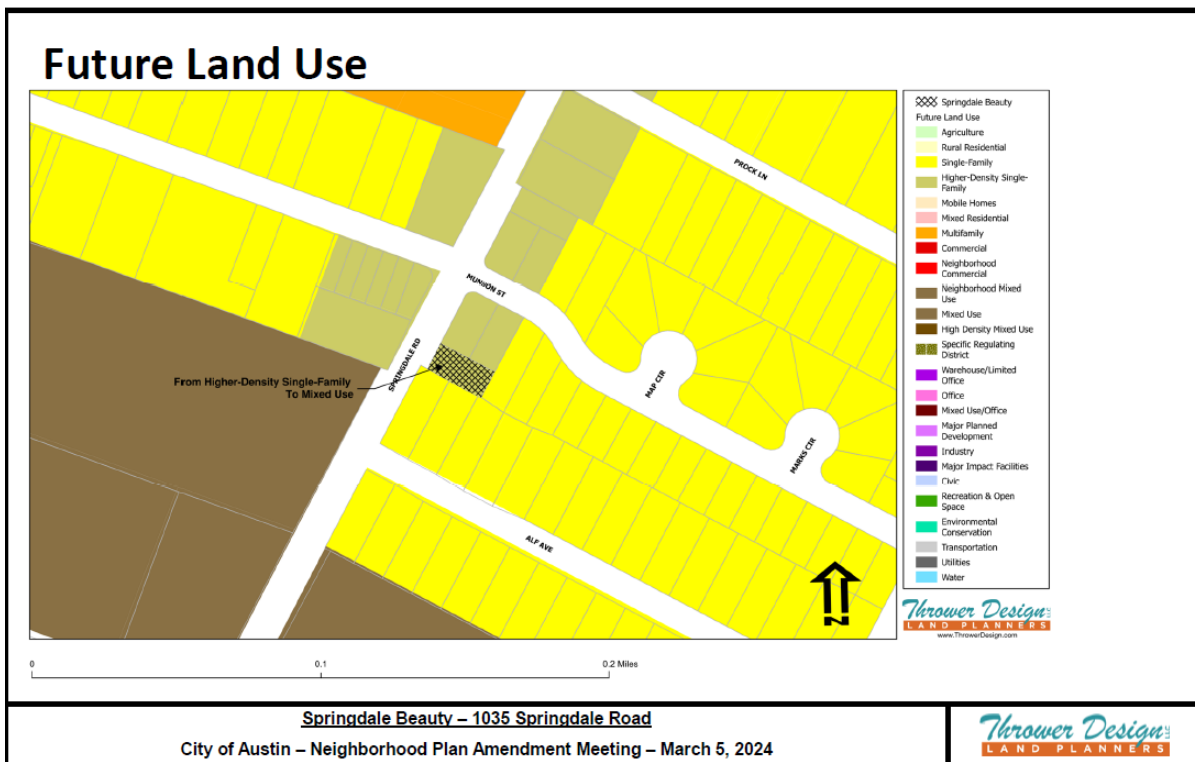 Future Land Use
PROCK LN
MUNSON ST
SPRINGDALE RD
MAP CIR
MARKS CIR
ALF AVE
From Higher-Density Single-Family
To Mixed Use
N
Springdale Beauty
Future Land Use
Agriculture
Rural Residential
Single-Family
Higher-Density Single-
Family
Mobile Homes
Mixed Residential
Multifamily
Commercial
Neighborhood
Commercial
Neighborhood Mixed
Use
Mixed Use
High Density Mixed Use
Specific Regulating
District
Warehouse/Limited
Office
Office
Mixed Use/Office
Major Planned
Development
Industry
Major Impact Facilities
Civic
Recreation & Open
Space
Environmental
Conservation
Transportation
Utilities
Water
Thrower Design LLC
LAND PLANNERS
www.ThrowerDesign.com
0 0.1 0.2 Miles
Springdale Beauty – 1035 Springdale Road
City of Austin – Neighborhood Plan Amendment Meeting – March 5, 2024
Thrower Design LLC
LAND PLANNERS